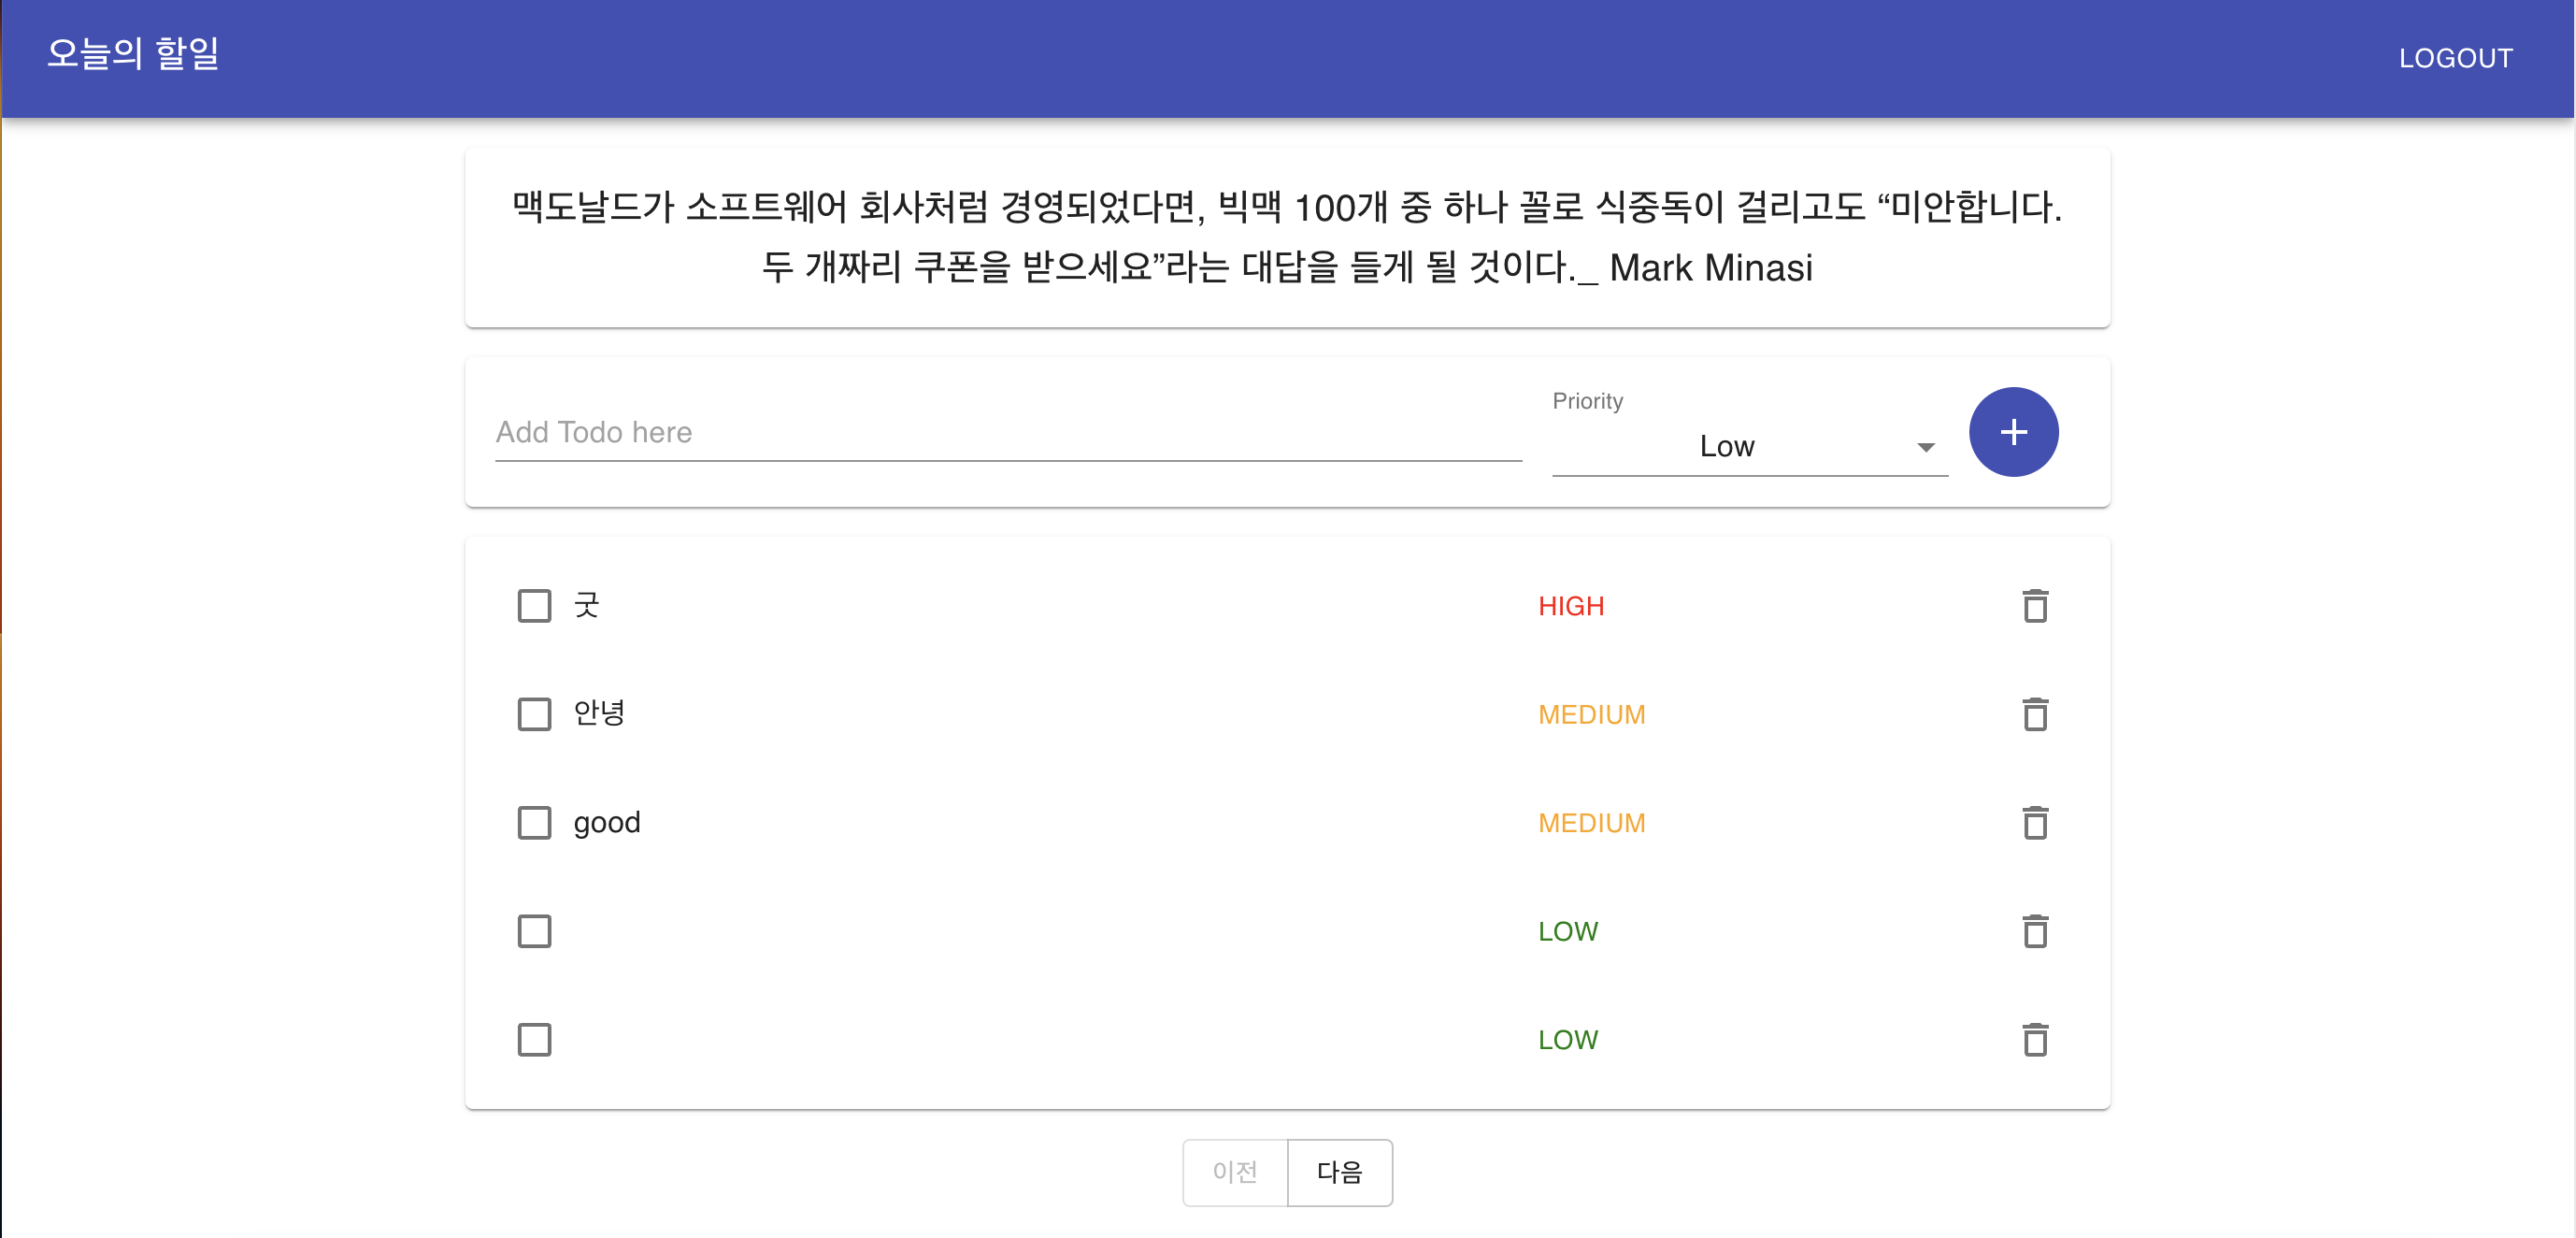 오늘의 할일
LOGOUT
맥도날드가 소프트웨어 회사처럼 경영되었다면, 빅맥 100개 중 하나 꼴로 식중독이 걸리고도 “미안합니다.
두 개짜리 쿠폰을 받으세요”라는 대답을 듣게 될 것이다._ Mark Minasi
Add Todo here
Priority
Low
굿 HIGH
안녕 MEDIUM
good MEDIUM
LOW
LOW
이전 다음